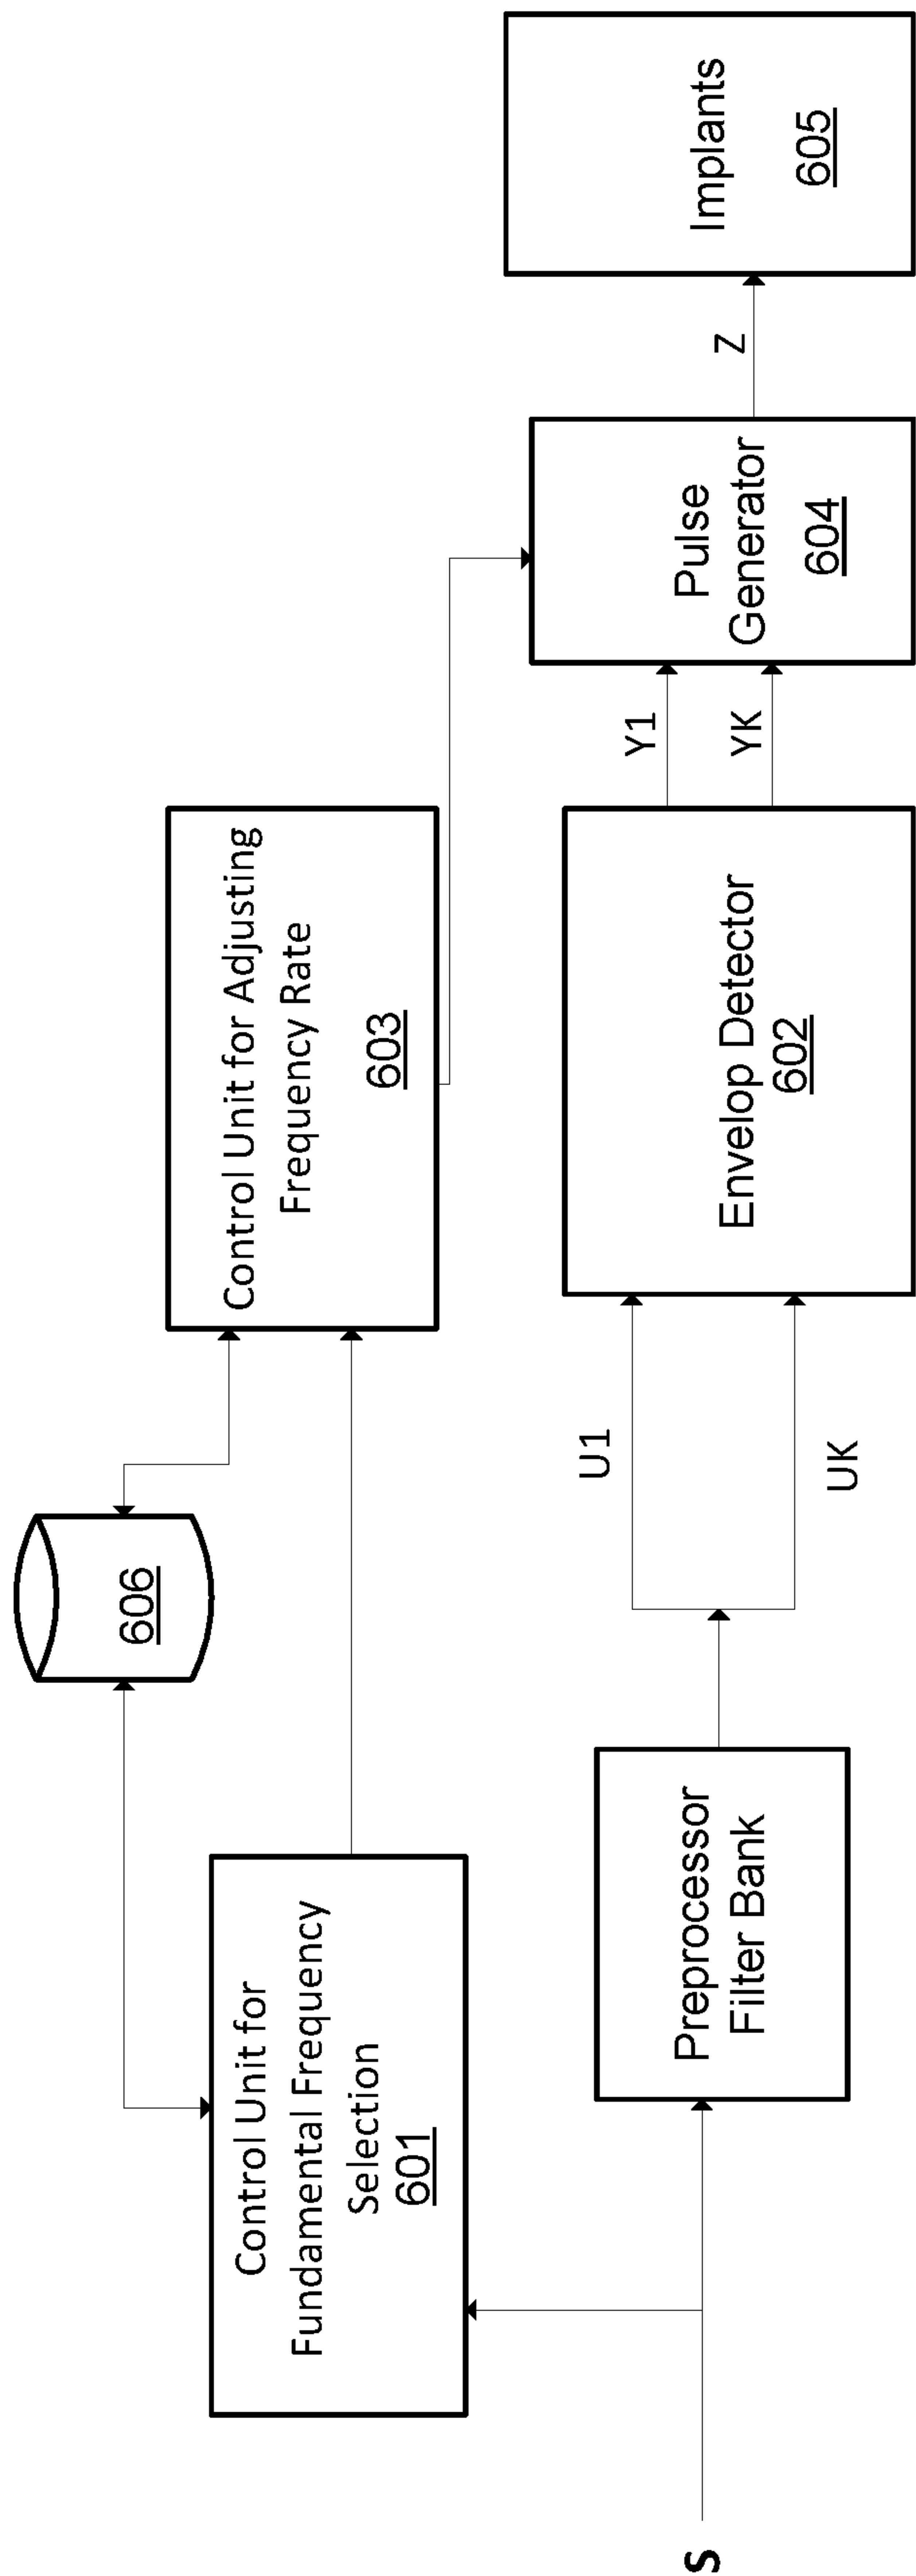 606
Control Unit for
Fundamental Frequency
Selection
601
Control Unit for Adjusting
Frequency Rate
603
S
Preprocessor
Filter Bank
U1
UK
Envelop Detector
602
Y1
YK
Pulse
Generator
604
Z
Implants
605